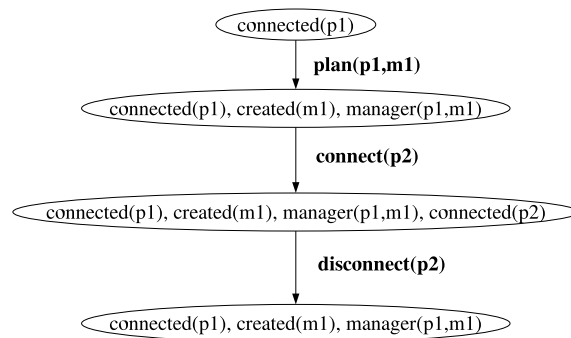 connected(p1)
plan(p1,m1)
connected(p1), created(m1), manager(p1,m1)
connect(p2)
connected(p1), created(m1), manager(p1,m1), connected(p2)
disconnect(p2)
connected(p1), created(m1), manager(p1,m1)